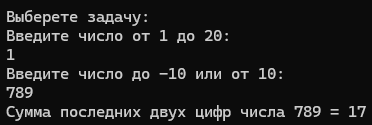 Выберете задачу:
Введите число от 1 до 20:
1
Введите число до -10 или от 10:
789
Сумма последних двух цифр числа 789 = 17